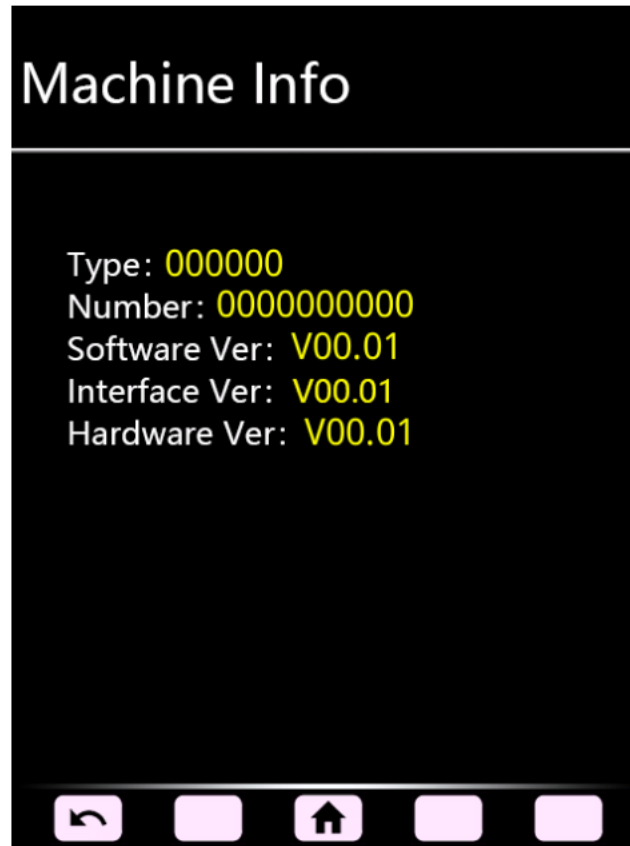 Machine Info
Type: 000000
Number: 0000000000
Software Ver: V00.01
Interface Ver: V00.01
Hardware Ver: V00.01